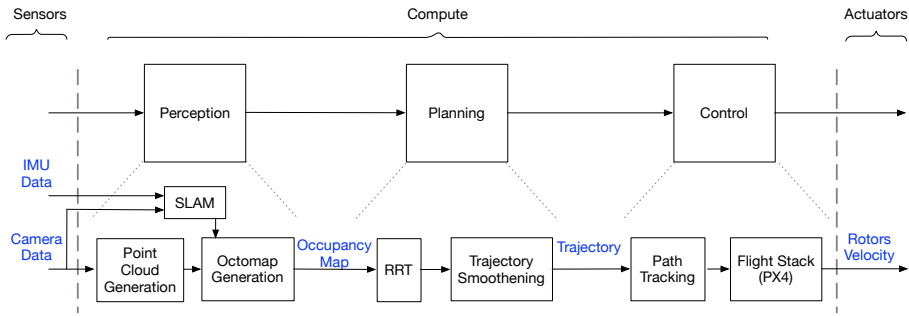 Sensors
Compute
Actuators
Perception
Planning
Control
IMU
Data
SLAM
Camera
Data
Point
Cloud
Generation
Octomap
Generation
Occupancy
Map
RRT
Trajectory
Smoothening
Trajectory
Path
Tracking
Flight Stack
(PX4)
Rotors
Velocity